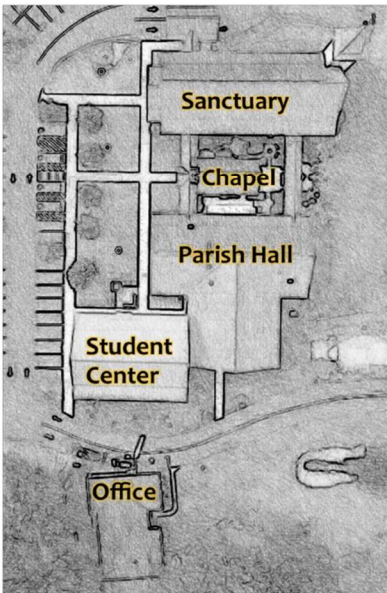 Sanctuary
Chapel
Parish Hall
Student
Center
Office